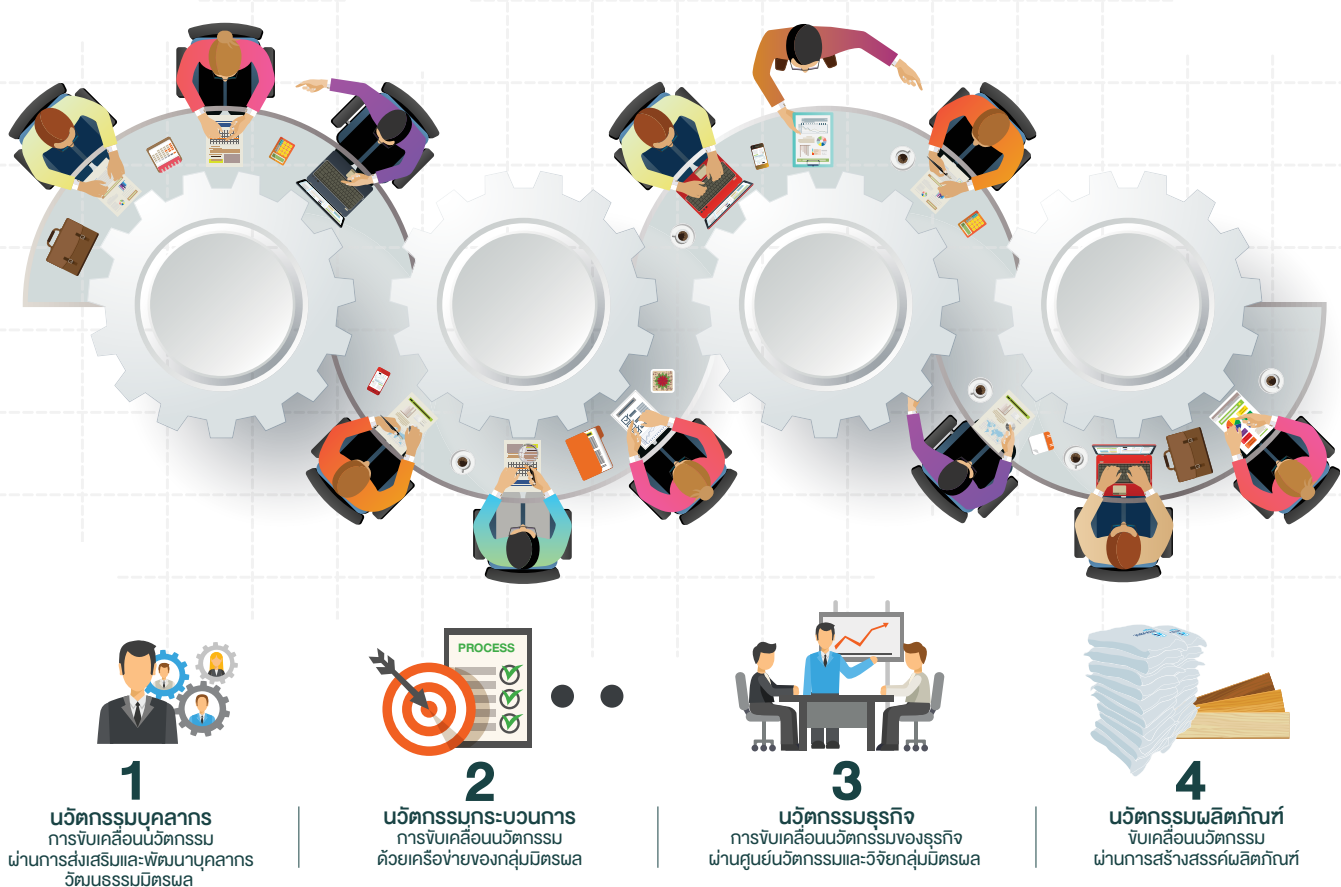 PROCESS
1
นวัตกรรมบุคลากร
การขับเคลื่อนนวัตกรรม
ผ่านการส่งเสริมและพัฒนาบุคลากร
วัฒนธรรมมิตรผล
2
นวัตกรรมกระบวนการ
การขับเคลื่อนนวัตกรรม
ด้วยเครือข่ายของกลุ่มมิตรผล
3
นวัตกรรมธุรกิจ
การขับเคลื่อนนวัตกรรมของธุรกิจ
ผ่านศูนย์นวัตกรรมและวิจัยกลุ่มมิตรผล
4
นวัตกรรมผลิตภัณฑ์
ขับเคลื่อนนวัตกรรม
ผ่านการสร้างสรรค์ผลิตภัณฑ์